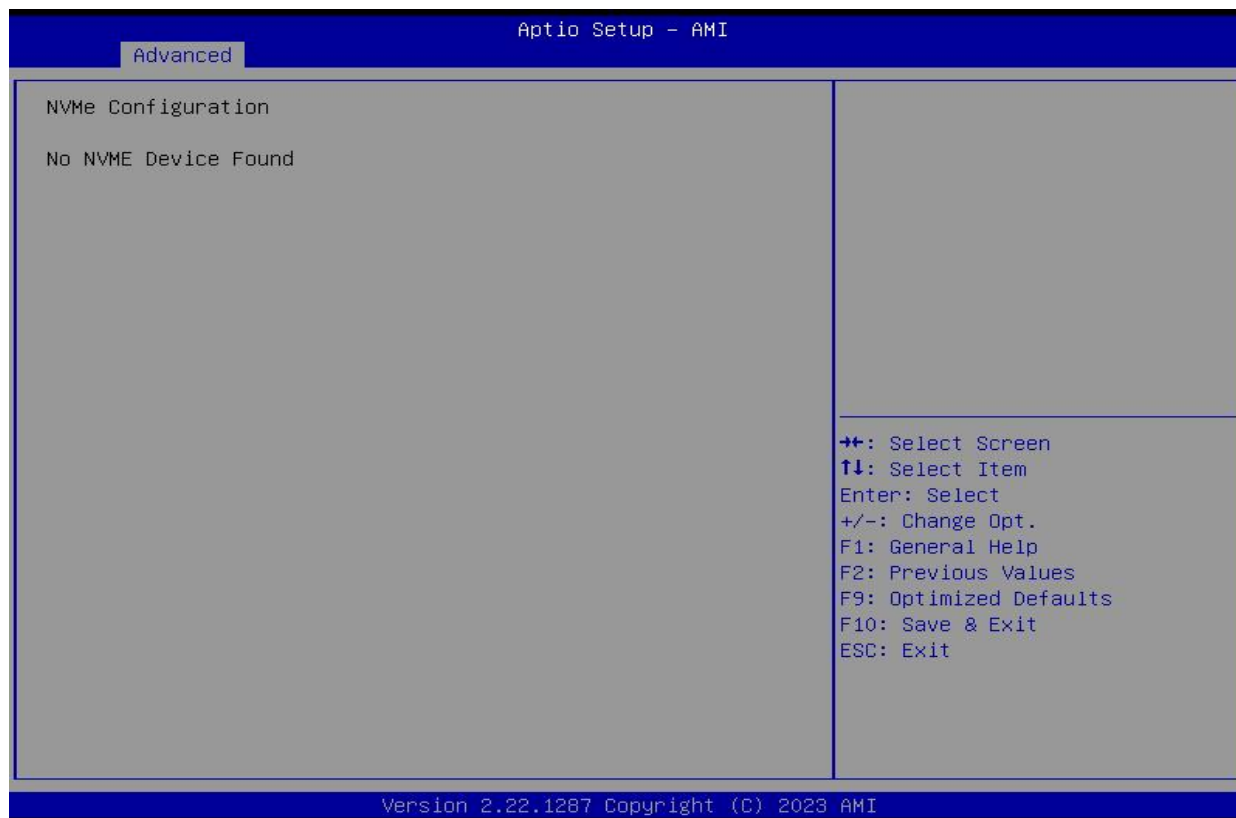 Aptio Setup – AMI
Advanced
NVMe Configuration
No NVME Device Found
→←: Select Screen
↑↓: Select Item
Enter: Select
+/-: Change Opt.
F1: General Help
F2: Previous Values
F9: Optimized Defaults
F10: Save & Exit
ESC: Exit
Version 2.22.1287 Copyright (C) 2023 AMI